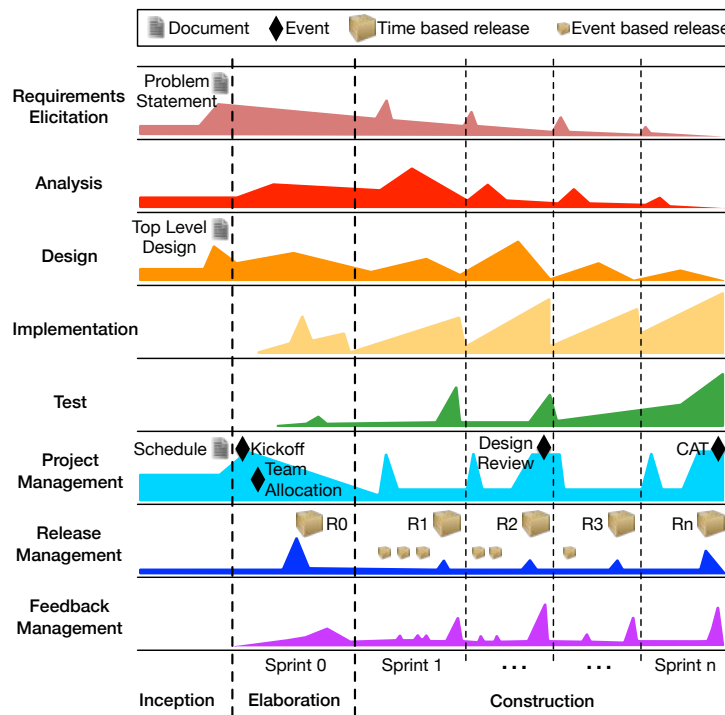 Document
Event
Time based release
Event based release
Requirements
Elicitation
Problem
Statement
Analysis
Design
Top Level
Design
Implementation
Test
Project
Management
Schedule
Kickoff
Team
Allocation
Design
Review
CAT
Release
Management
R0
R1
R2
R3
Rn
Feedback
Management
Sprint 0
Sprint 1
...
...
Sprint n
Inception
Elaboration
Construction